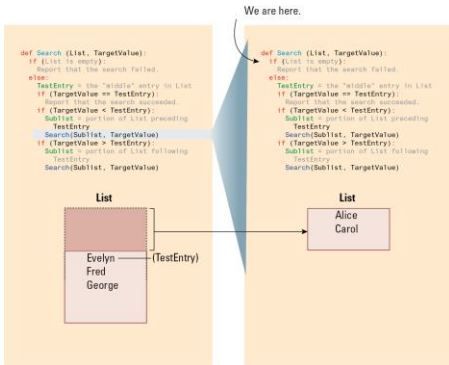 We are here.
def Search (List, TargetValue):
if (List is empty):
Report that the search failed.
else:
TestEntry = the "middle" entry in List
if (TargetValue == TestEntry):
Report that the search succeeded.
if (TargetValue < TestEntry):
Sublist = portion of List preceding
TestEntry
Search(Sublist, TargetValue)
if (TargetValue > TestEntry):
Sublist = portion of List following
TestEntry
Search(Sublist, TargetValue)
List
Evelyn (TestEntry)
Fred
George
def Search (List, TargetValue):
if (List is empty):
Report that the search failed.
else:
TestEntry = the "middle" entry in List
if (TargetValue == TestEntry):
Report that the search succeeded.
if (TargetValue < TestEntry):
Sublist = portion of List preceding
TestEntry
Search(Sublist, TargetValue)
if (TargetValue > TestEntry):
Sublist = portion of List following
TestEntry
Search(Sublist, TargetValue)
List
Alice
Carol